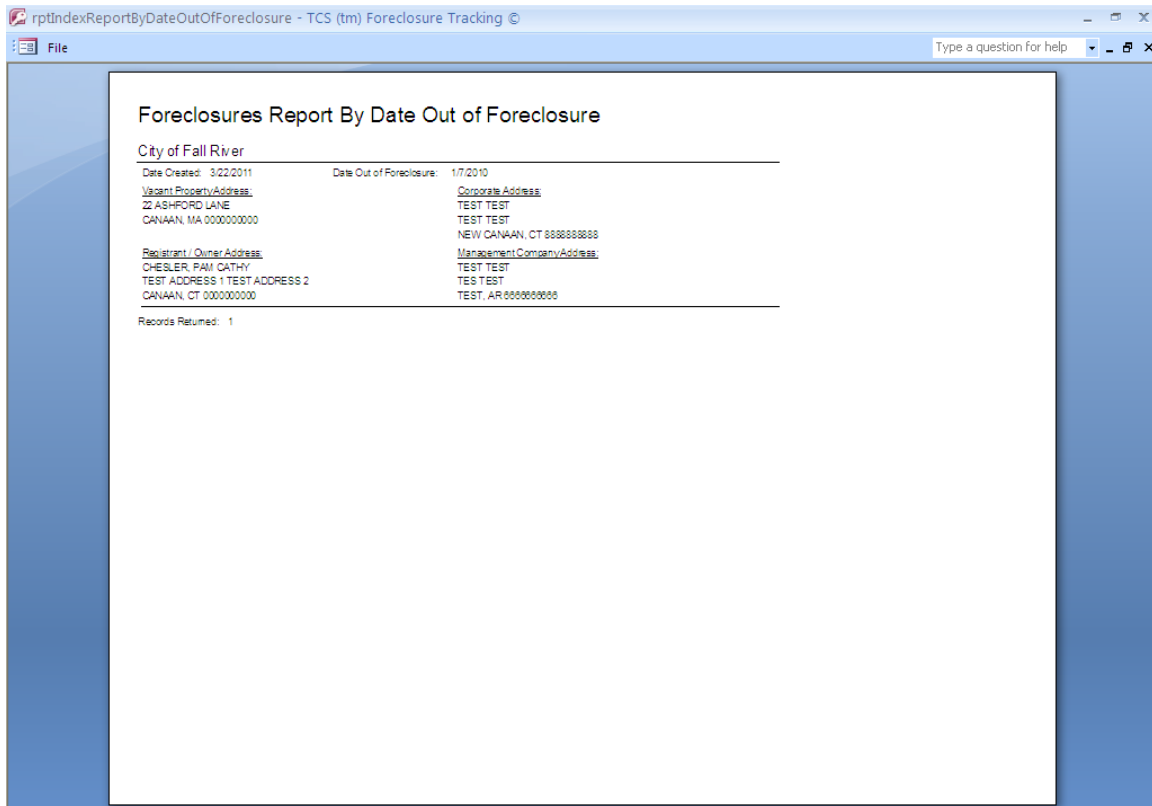 rptIndexReportByDateOutOfForeclosure - TCS (tm) Foreclosure Tracking ©
File
Type a question for help
Foreclosures Report By Date Out of Foreclosure
City of Fall River
Date Created: 3/22/2011 Date Out of Foreclosure: 1/7/2010
Vacant Property Address: Corporate Address:
22 ASHFORD LANE TEST TEST
CANAAN, MA 0000000000 TEST TEST
NEW CANAAN, CT 8888888888
Registrant / Owner Address: Management Company Address:
CHESLER, PAM CATHY TEST TEST
TEST ADDRESS 1 TEST ADDRESS 2 TES TEST
CANAAN, CT 0000000000 TEST, AR 6666666666
Records Returned: 1